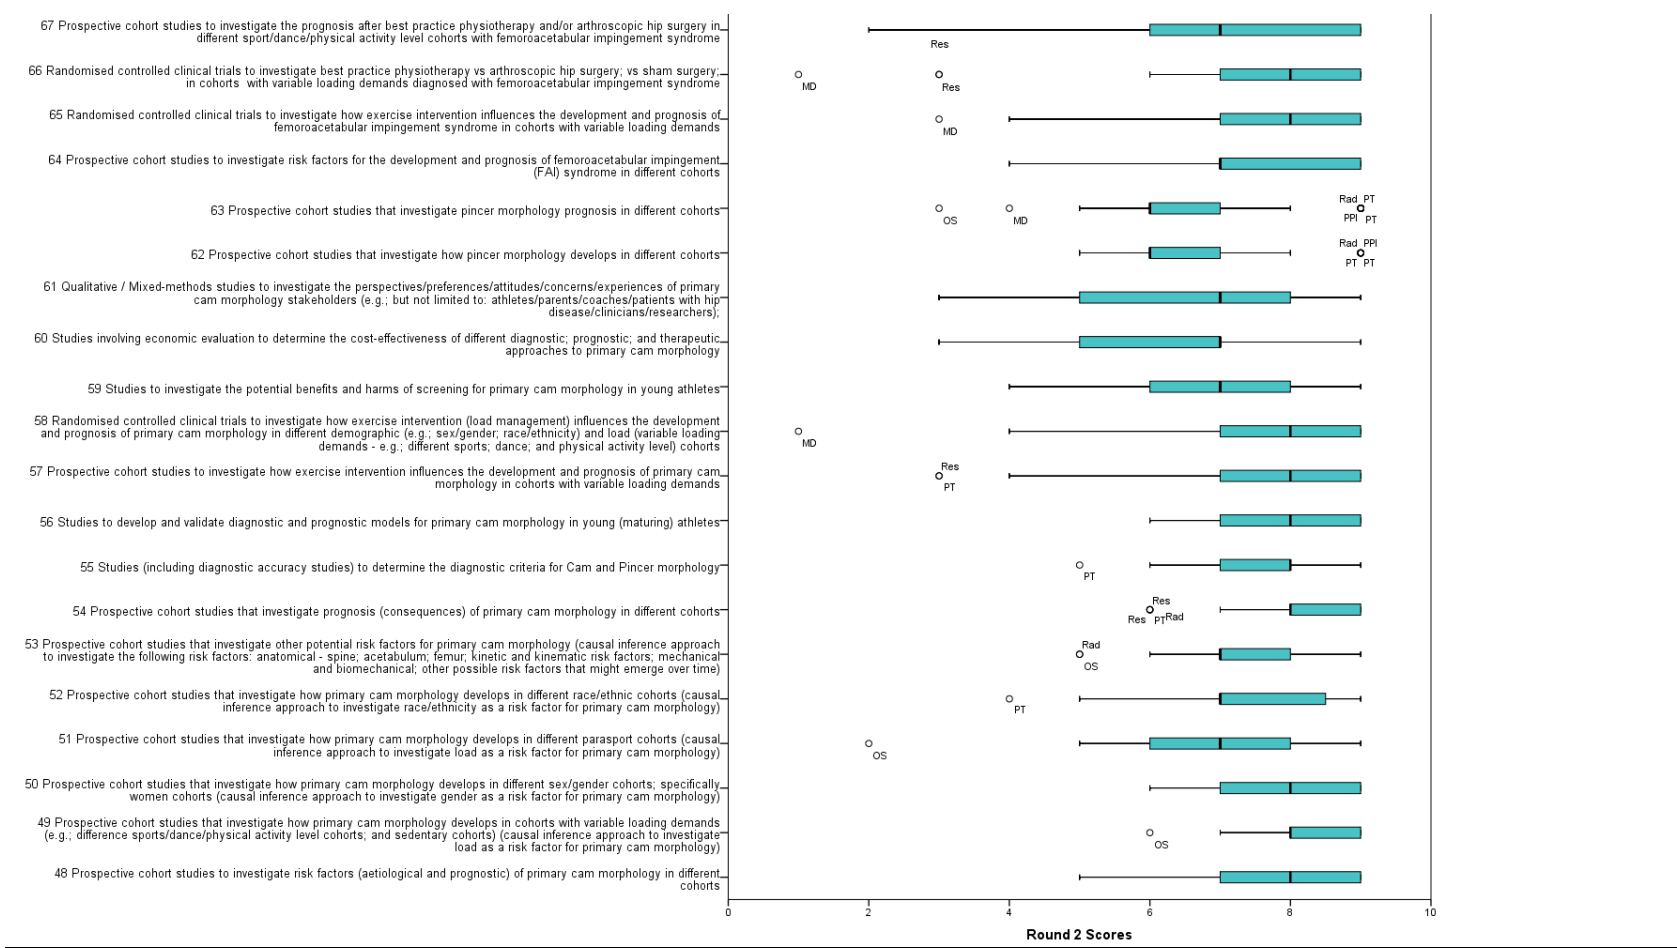 67 Prospective cohort studies to investigate the prognosis after best practice physiotherapy and/or arthroscopic hip surgery in
different sport/dance/physical activity level cohorts with femoroacetabular impingement syndrome
Res
66 Randomised controlled clinical trials to investigate best practice physiotherapy vs arthroscopic hip surgery; vs sham surgery;
in cohorts with variable loading demands diagnosed with femoroacetabular impingement syndrome
MD
Res
65 Randomised controlled clinical trials to investigate how exercise intervention influences the development and prognosis of
femoroacetabular impingement syndrome in cohorts with variable loading demands
MD
64 Prospective cohort studies to investigate risk factors for the development and prognosis of femoroacetabular impingement
(FAI) syndrome in different cohorts
63 Prospective cohort studies that investigate pincer morphology prognosis in different cohorts
OS
MD
Rad PT
PPI PT
62 Prospective cohort studies that investigate how pincer morphology develops in different cohorts
Rad PPI
PT PT
61 Qualitative / Mixed-methods studies to investigate the perspectives/preferences/attitudes/concerns/experiences of primary
cam morphology stakeholders (e.g.; but not limited to: athletes/parents/coaches/patients with hip
disease/clinicians/researchers);
60 Studies involving economic evaluation to determine the cost-effectiveness of different diagnostic; prognostic; and therapeutic
approaches to primary cam morphology
59 Studies to investigate the potential benefits and harms of screening for primary cam morphology in young athletes
58 Randomised controlled clinical trials to investigate how exercise intervention (load management) influences the development
and prognosis of primary cam morphology in different demographic (e.g.; sex/gender; race/ethnicity) and load (variable loading
demands - e.g.; different sports; dance; and physical activity level) cohorts
MD
57 Prospective cohort studies to investigate how exercise intervention influences the development and prognosis of primary cam
morphology in cohorts with variable loading demands
Res
PT
56 Studies to develop and validate diagnostic and prognostic models for primary cam morphology in young (maturing) athletes
55 Studies (including diagnostic accuracy studies) to determine the diagnostic criteria for Cam and Pincer morphology
PT
54 Prospective cohort studies that investigate prognosis (consequences) of primary cam morphology in different cohorts
Res
Res PT Rad
53 Prospective cohort studies that investigate other potential risk factors for primary cam morphology (causal inference approach
to investigate the following risk factors: anatomical - spine; acetabulum; femur; kinetic and kinematic risk factors; mechanical
and biomechanical; other possible risk factors that might emerge over time)
Rad
OS
52 Prospective cohort studies that investigate how primary cam morphology develops in different race/ethnic cohorts (causal
inference approach to investigate race/ethnicity as a risk factor for primary cam morphology)
PT
51 Prospective cohort studies that investigate how primary cam morphology develops in different parasport cohorts (causal
inference approach to investigate load as a risk factor for primary cam morphology)
OS
50 Prospective cohort studies that investigate how primary cam morphology develops in different sex/gender cohorts; specifically
women cohorts (causal inference approach to investigate gender as a risk factor for primary cam morphology)
49 Prospective cohort studies that investigate how primary cam morphology develops in cohorts with variable loading demands
(e.g.; difference sports/dance/physical activity level cohorts; and sedentary cohorts) (causal inference approach to investigate
load as a risk factor for primary cam morphology)
OS
48 Prospective cohort studies to investigate risk factors (aetiological and prognostic) of primary cam morphology in different
cohorts
0 2 4 6 8 10
Round 2 Scores